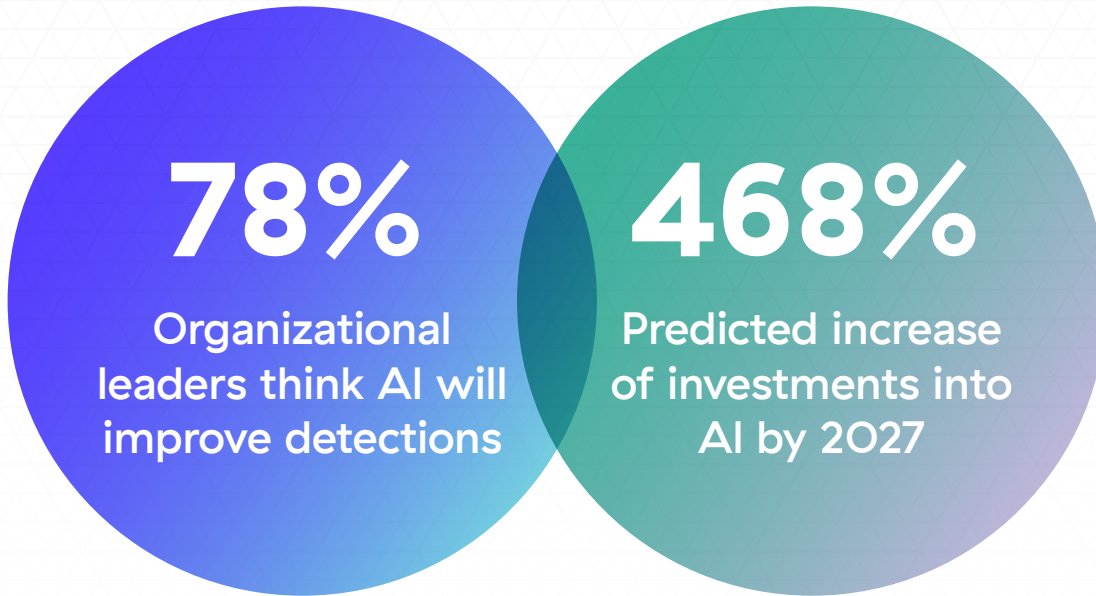 78%
Organizational
leaders think AI will
improve detections
468%
Predicted increase
of investments into
AI by 2027